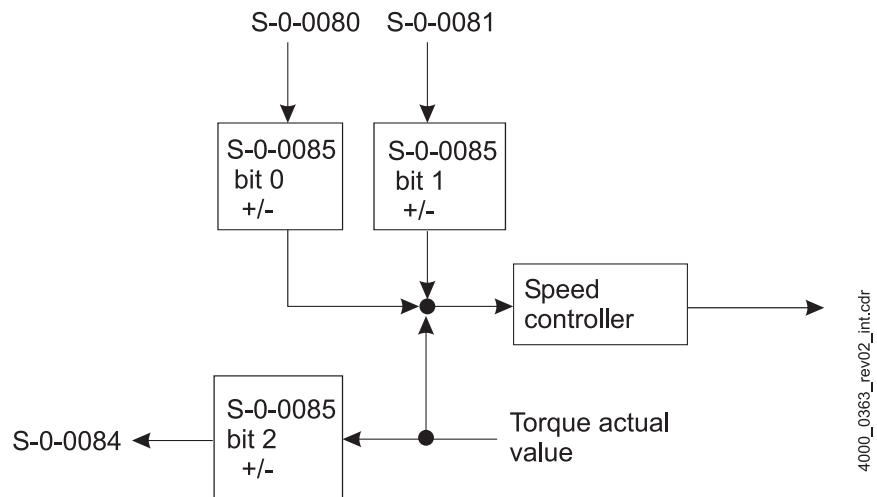 S-0-0080
S-0-0081
S-0-0085
bit 0
+/-
S-0-0085
bit 1
+/-
Speed
controller
S-0-0084
S-0-0085
bit 2
+/-
Torque actual
value
4000_0363_rev02_int.cdr